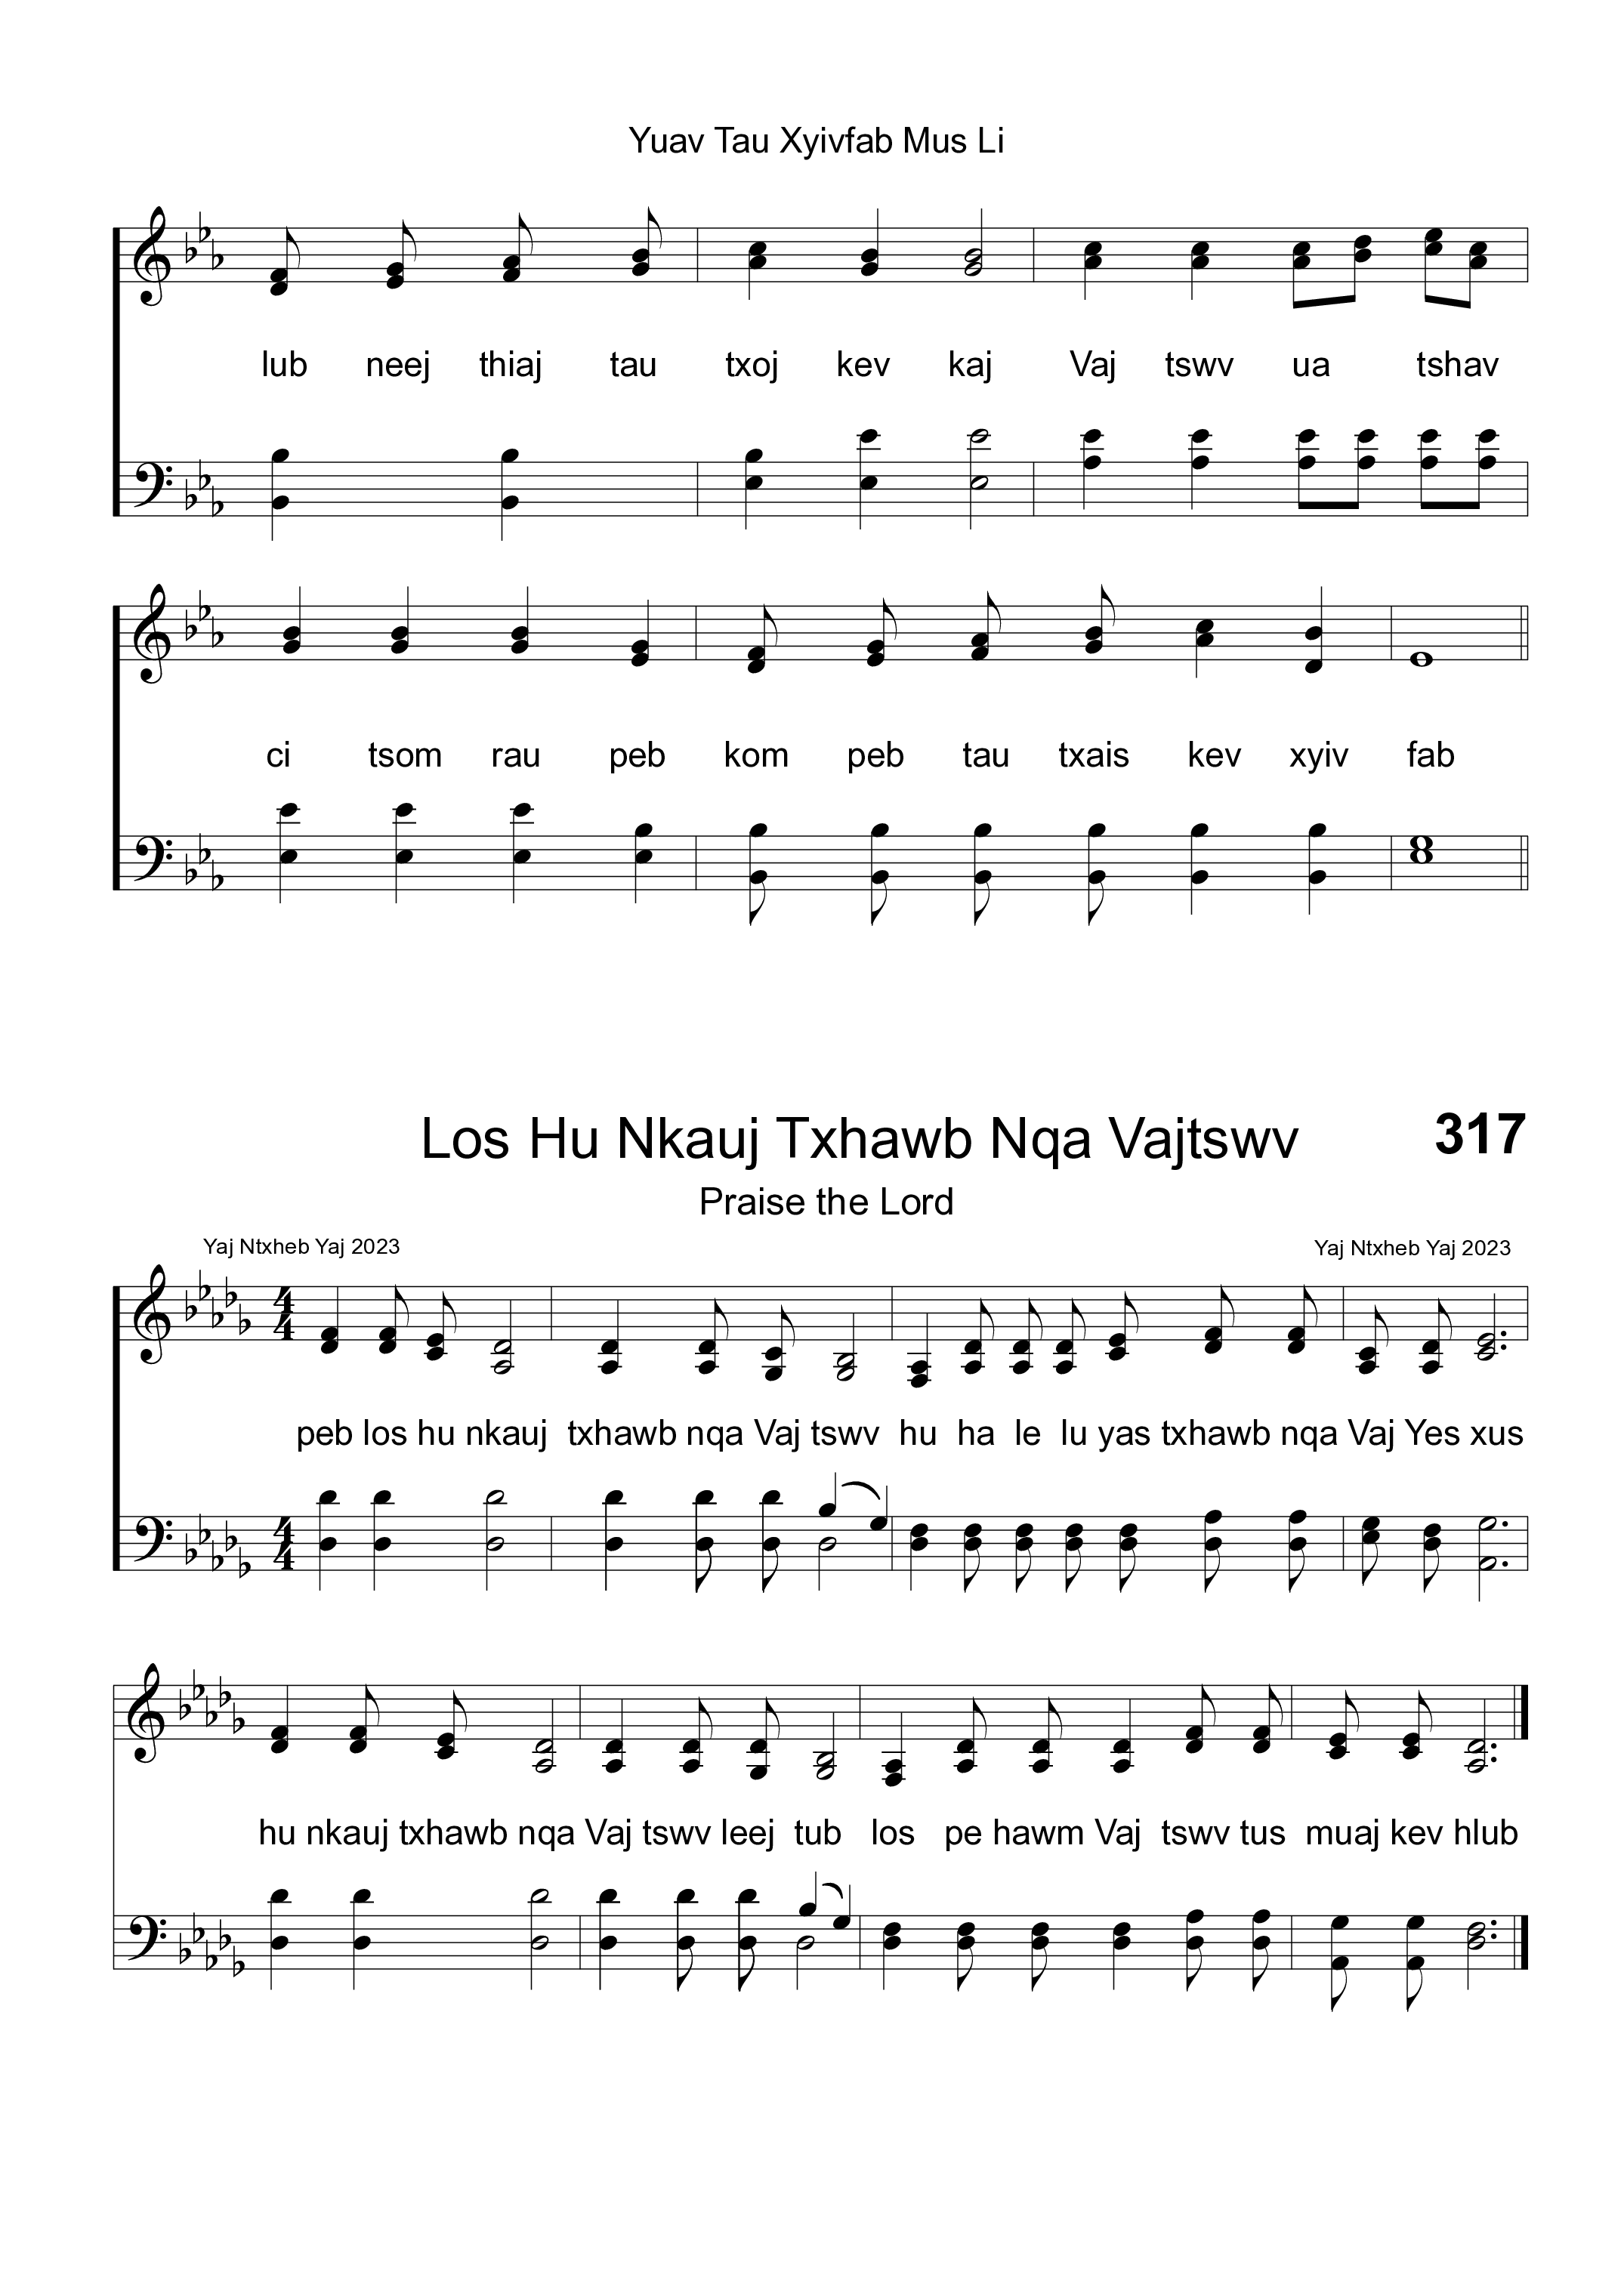 Yuav Tau Xyivfab Mus Li
lub neej thiaj tau txoj kev kaj Vaj tswv ua tshav
ci tsom rau peb kom peb tau txais kev xyiv fab
Los Hu Nkauj Txhawb Nqa Vajtswv 317
Praise the Lord
Yaj Ntxheb Yaj 2023 Yaj Ntxheb Yaj 2023
4 4
peb los hu nkauj txhawb nqa Vaj tswv hu ha le lu yas txhawb nqa Vaj Yes xus
4 4
hu nkauj txhawb nqa Vaj tswv leej tub los pe hawm Vaj tswv tus muaj kev hlub